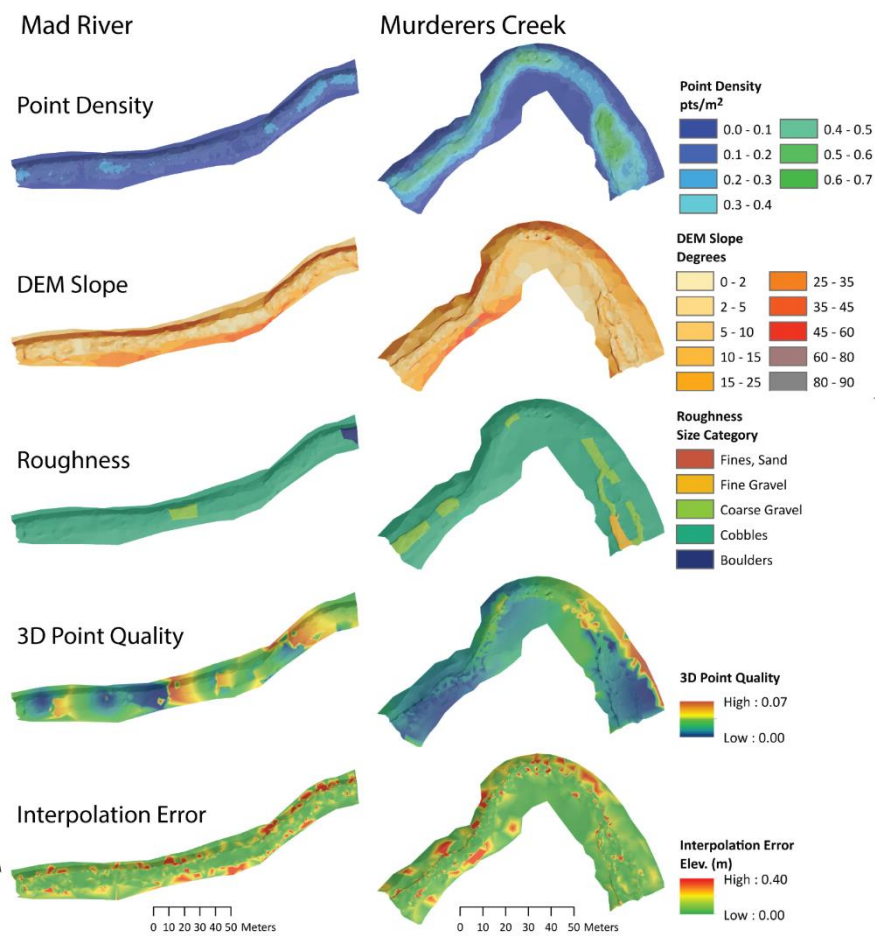 Mad River
Murderers Creek
Point Density
Point Density
pts/m²
0.0 - 0.1
0.4 - 0.5
0.1 - 0.2
0.5 - 0.6
0.2 - 0.3
0.6 - 0.7
0.3 - 0.4
DEM Slope
DEM Slope
Degrees
0 - 2
25 - 35
2 - 5
35 - 45
5 - 10
45 - 60
10 - 15
60 - 80
15 - 25
80 - 90
Roughness
Roughness
Size Category
Fines, Sand
Fine Gravel
Coarse Gravel
Cobbles
Boulders
3D Point Quality
3D Point Quality
High : 0.07
Low : 0.00
Interpolation Error
Interpolation Error
Elev. (m)
High : 0.40
Low : 0.00
0 10 20 30 40 50 Meters
0 10 20 30 40 50 Meters